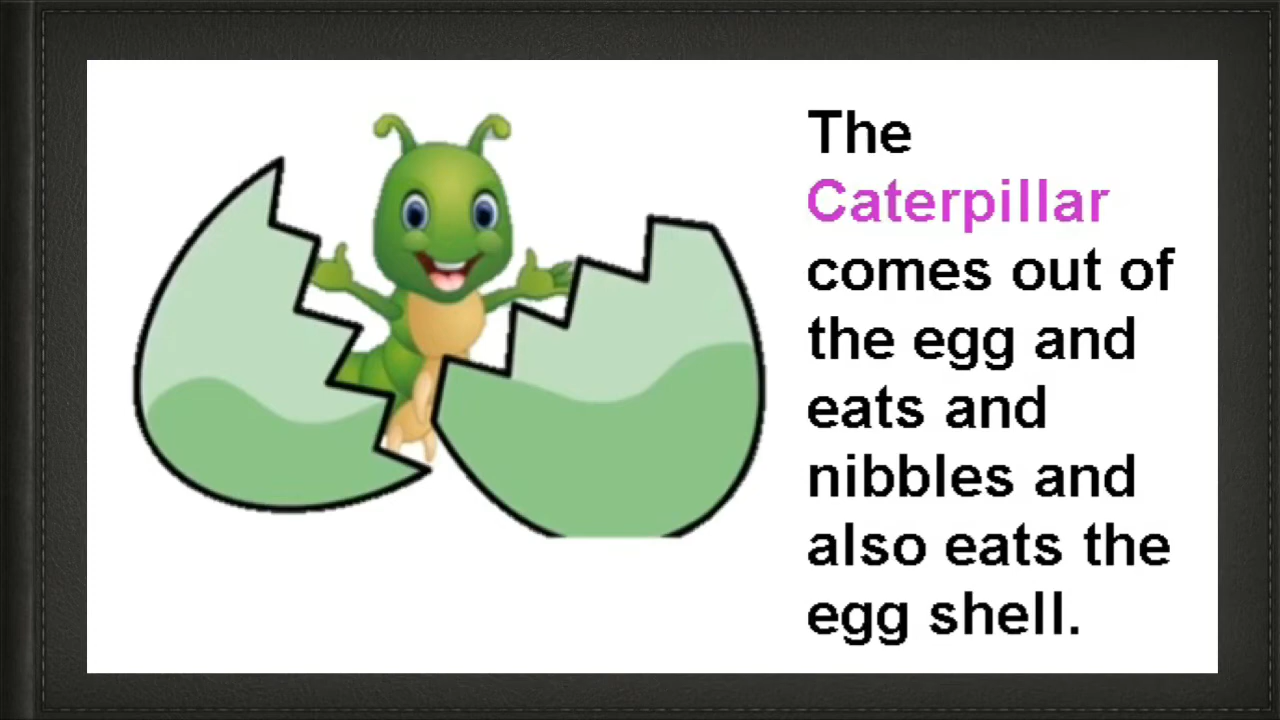 The
Caterpillar
comes out of
the egg and
eats and
nibbles and
also eats the
egg shell.